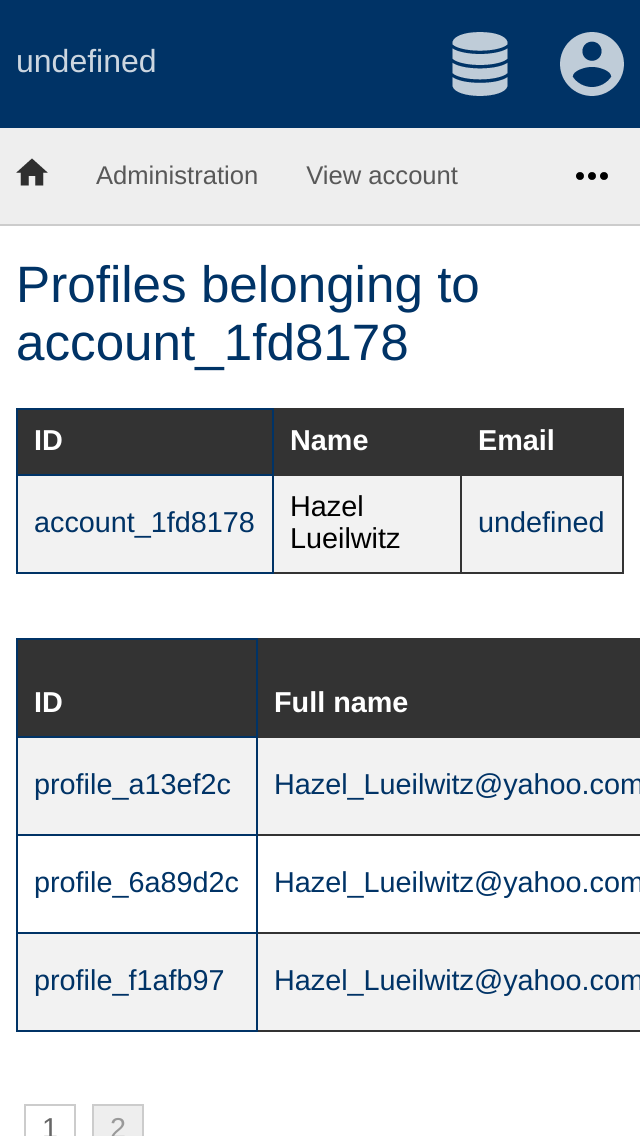 undefined
Administration View account
Profiles belonging to
account_1fd8178
ID Name Email
account_1fd8178 Hazel Lueilwitz undefined
ID Full name
profile_a13ef2c Hazel_Lueilwitz@yahoo.com
profile_6a89d2c Hazel_Lueilwitz@yahoo.com
profile_f1afb97 Hazel_Lueilwitz@yahoo.com
1 2